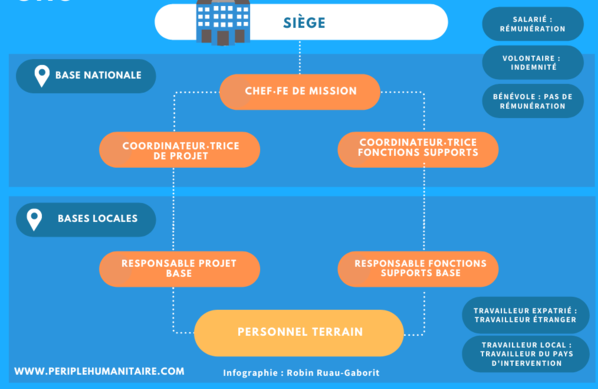 SIÈGE
SALARIÉ :
RÉMUNÉRATION
VOLONTAIRE :
INDEMNITÉ
BÉNÉVOLE : PAS DE
RÉMUNÉRATION
BASE NATIONALE
CHEF·FE DE MISSION
COORDINATEUR·TRICE
DE PROJET
COORDINATEUR·TRICE
FONCTIONS SUPPORTS
BASES LOCALES
RESPONSABLE PROJET
BASE
RESPONSABLE FONCTIONS
SUPPORTS BASE
PERSONNEL TERRAIN
TRAVAILLEUR EXPATRIÉ :
TRAVAILLEUR ÉTRANGER
TRAVAILLEUR LOCAL :
TRAVAILLEUR DU PAYS
D'INTERVENTION
WWW.PERIPLEHUMANITAIRE.COM
Infographie : Robin Ruau-Gaborit